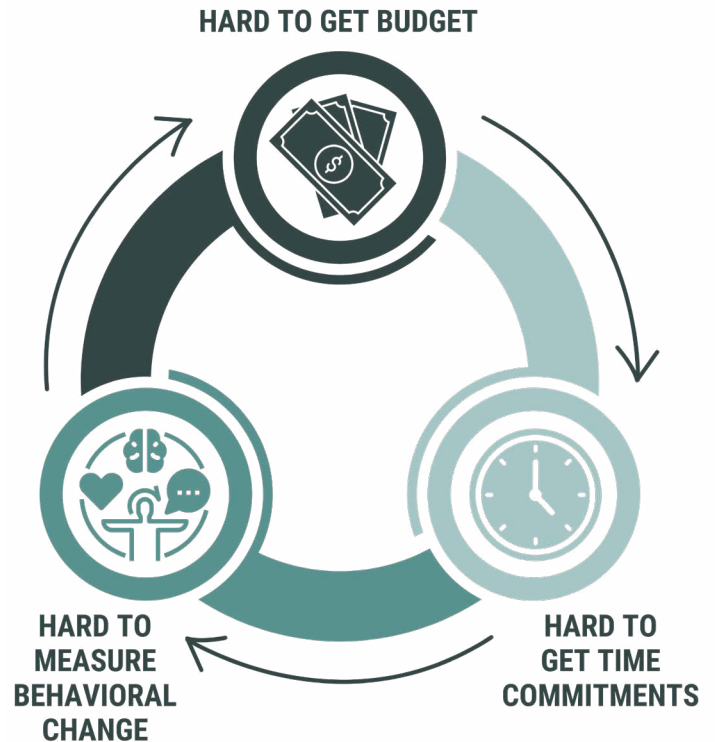 HARD TO GET BUDGET
$
HARD TO
MEASURE
BEHAVIORAL
CHANGE
HARD TO
GET TIME
COMMITMENTS